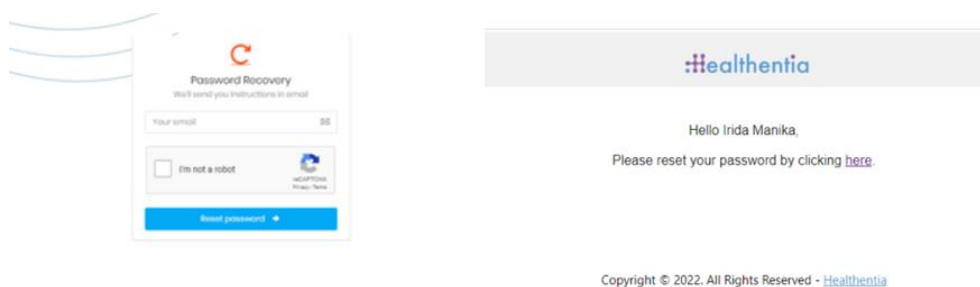 Password Recovery
We'll send you instructions in email
Your email
I'm not a robot
reCAPTCHA
Privacy - Terms
Reset password
Healthentia
Hello Irida Manika,
Please reset your password by clicking here.
Copyright © 2022, All Rights Reserved - Healthentia